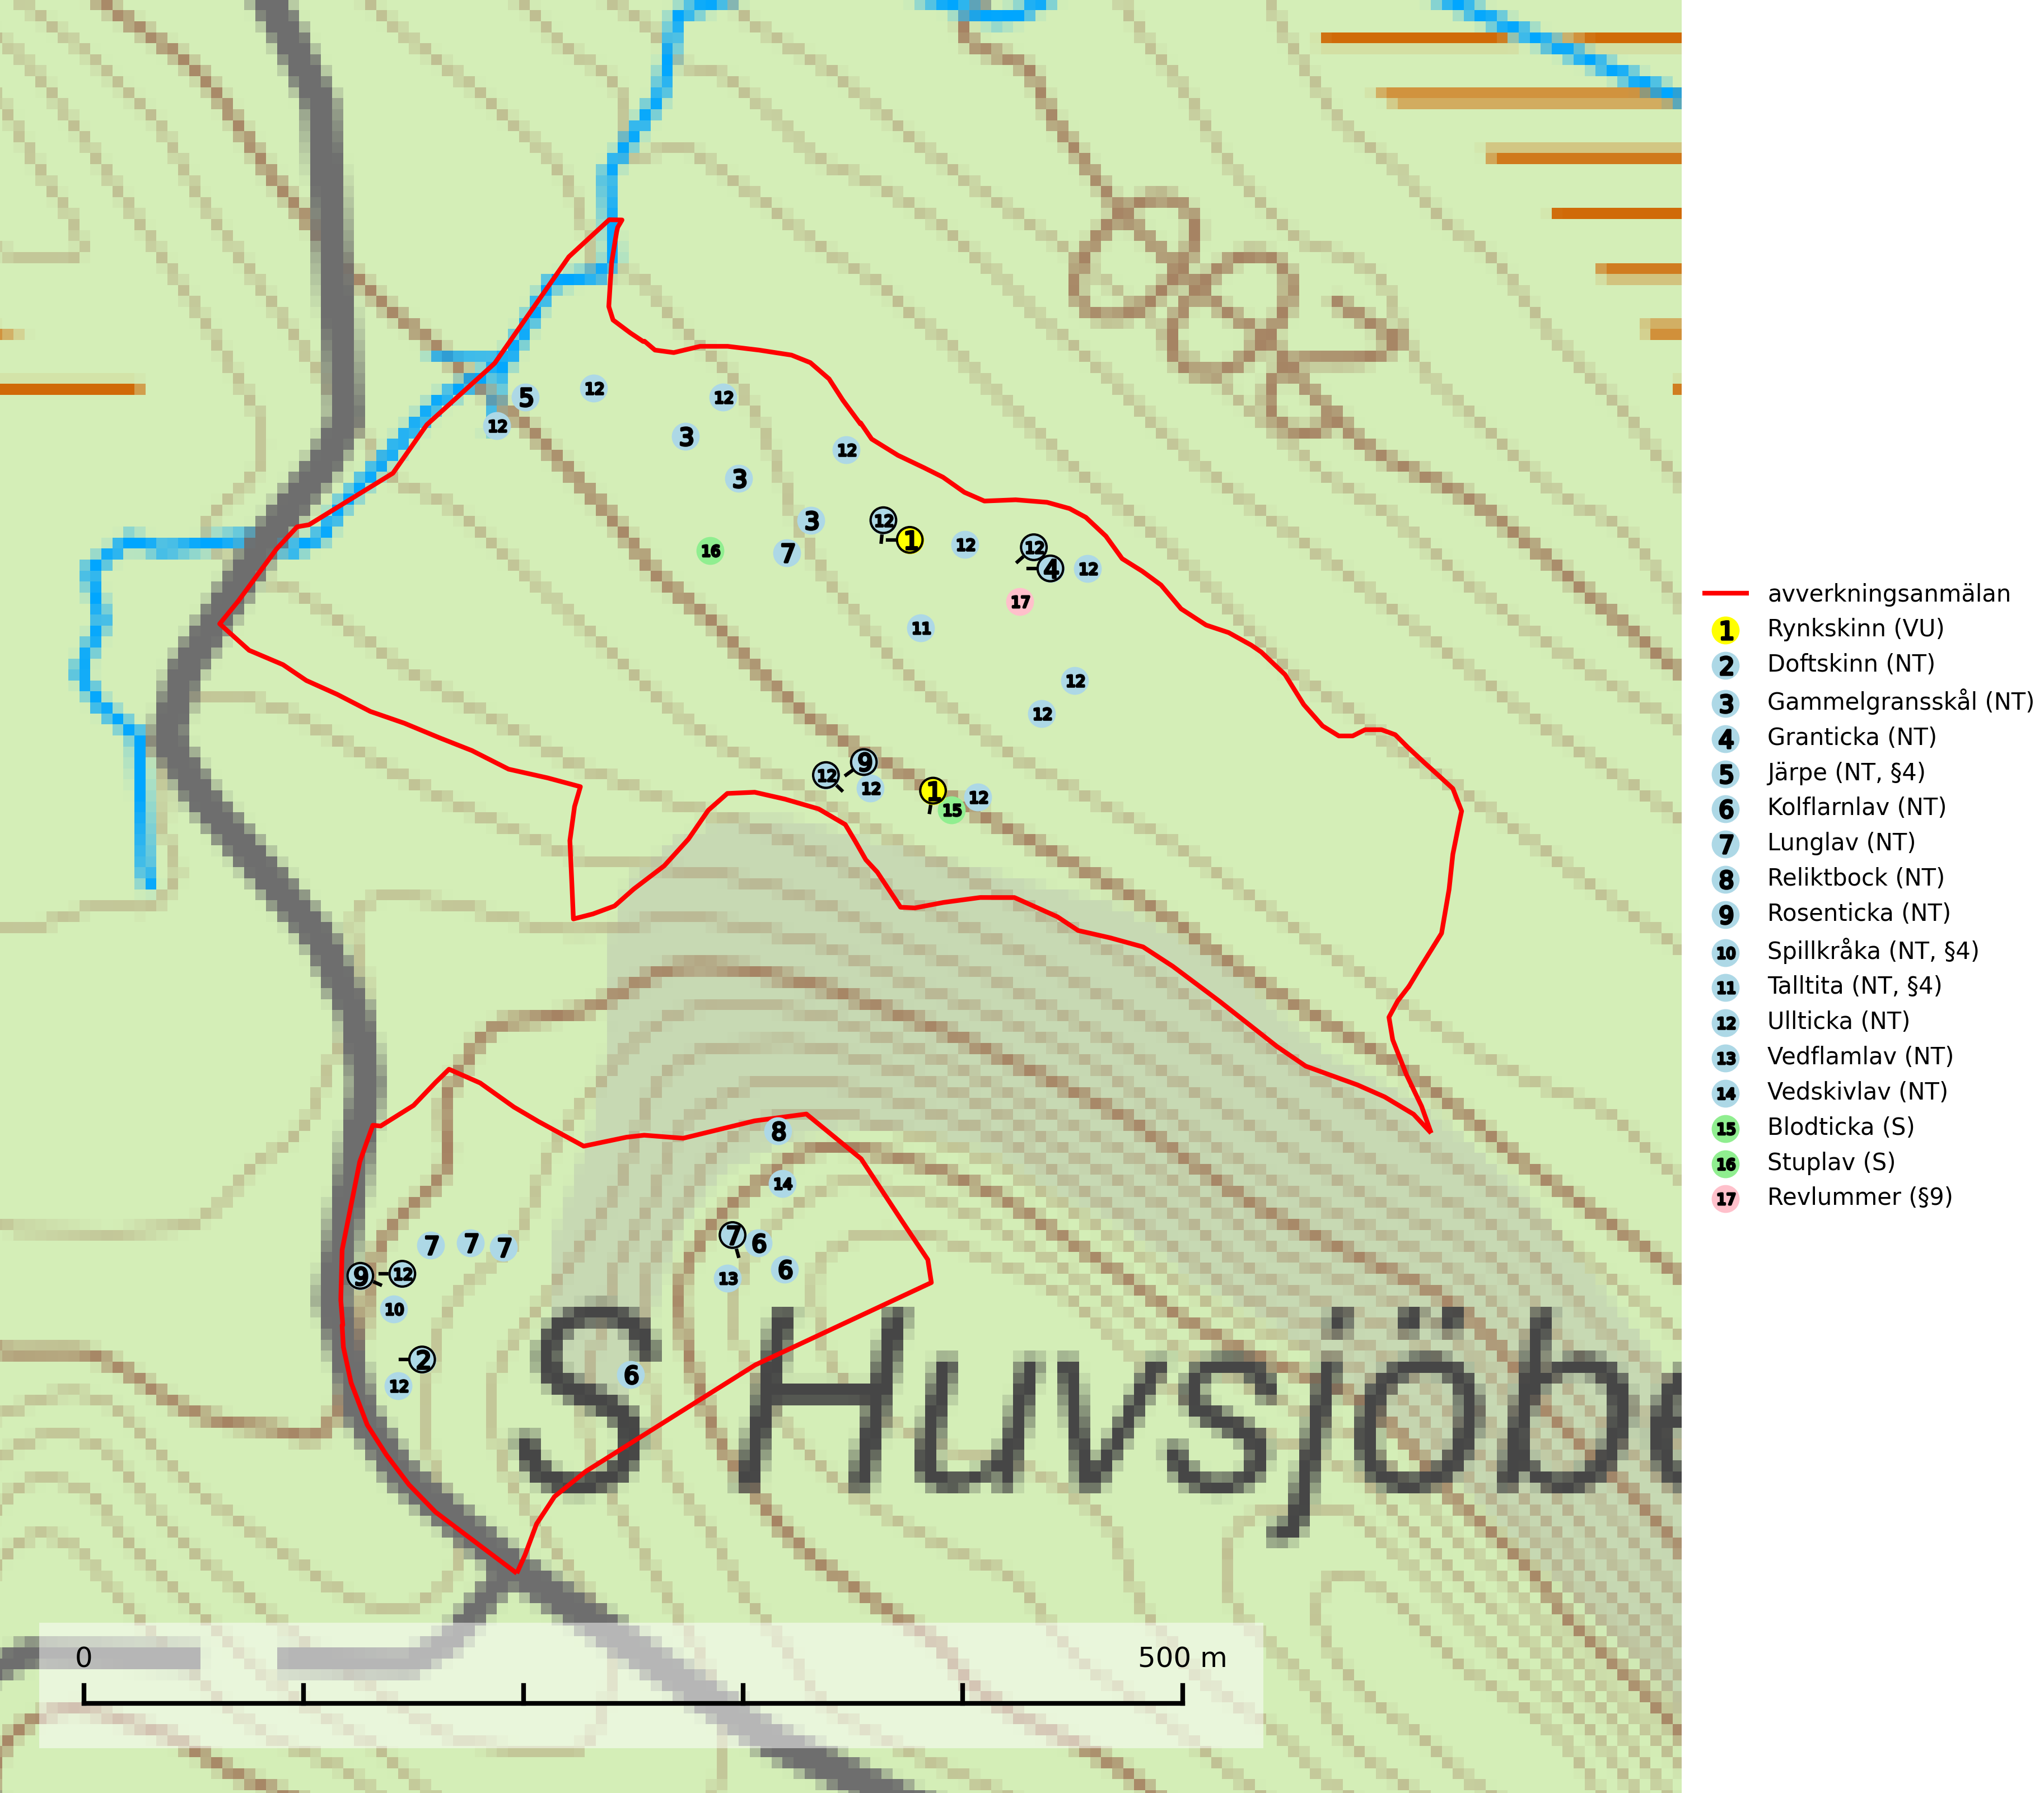 5
12
12
12
3
12
3
12
3
1
16
7
12
12
4
12
17
11
12
12
9
12
12
1
12
15
8
14
7
7
7
7
6
9
12
13
6
10
2
12
6
S Huvsjöb
0
500 m
avverkningsanmälan
1 Rynkskinn (VU)
2 Doftskinn (NT)
3 Gammelgransskål (NT)
4 Granticka (NT)
5 Järpe (NT, §4)
6 Kolflarnlav (NT)
7 Lunglav (NT)
8 Reliktbock (NT)
9 Rosenticka (NT)
10 Spillkråka (NT, §4)
11 Talltita (NT, §4)
12 Ullticka (NT)
13 Vedflamlav (NT)
14 Vedskivlav (NT)
15 Blodticka (S)
16 Stuplav (S)
17 Revlummer (§9)